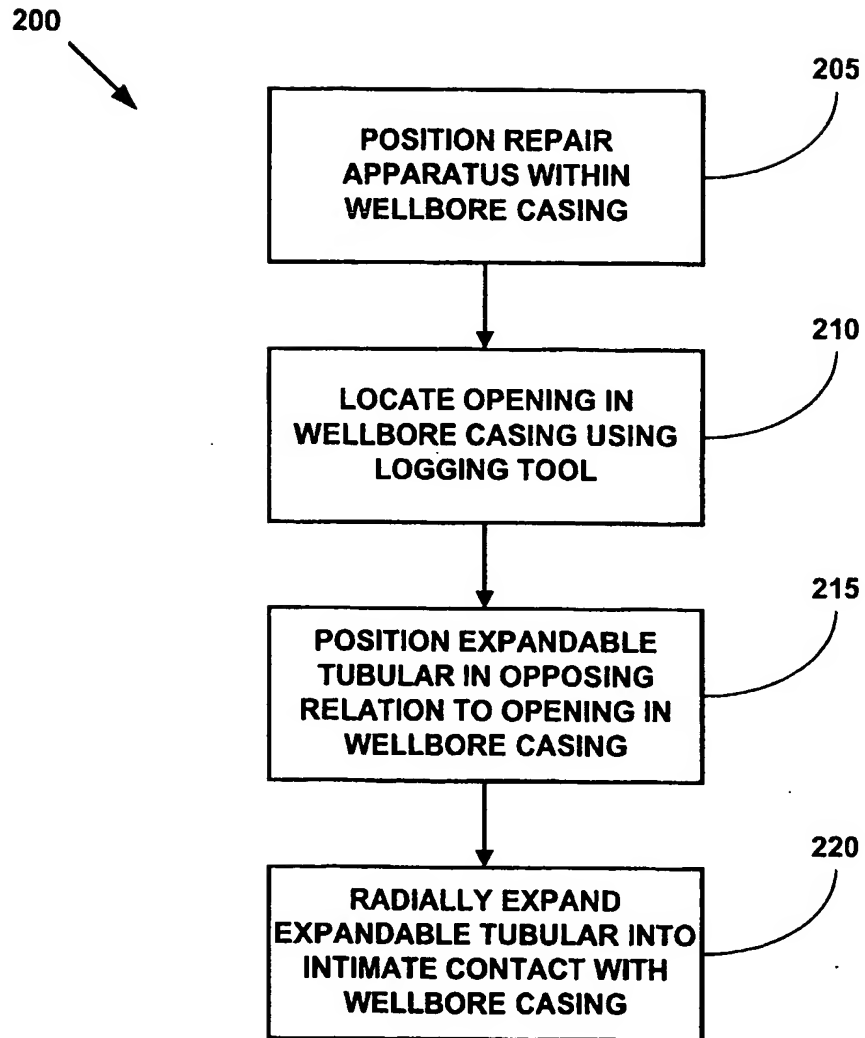 200
205
POSITION REPAIR
APPARATUS WITHIN
WELLBORE CASING
210
LOCATE OPENING IN
WELLBORE CASING USING
LOGGING TOOL
215
POSITION EXPANDABLE
TUBULAR IN OPPOSING
RELATION TO OPENING IN
WELLBORE CASING
220
RADIALLY EXPAND
EXPANDABLE TUBULAR INTO
INTIMATE CONTACT WITH
WELLBORE CASING